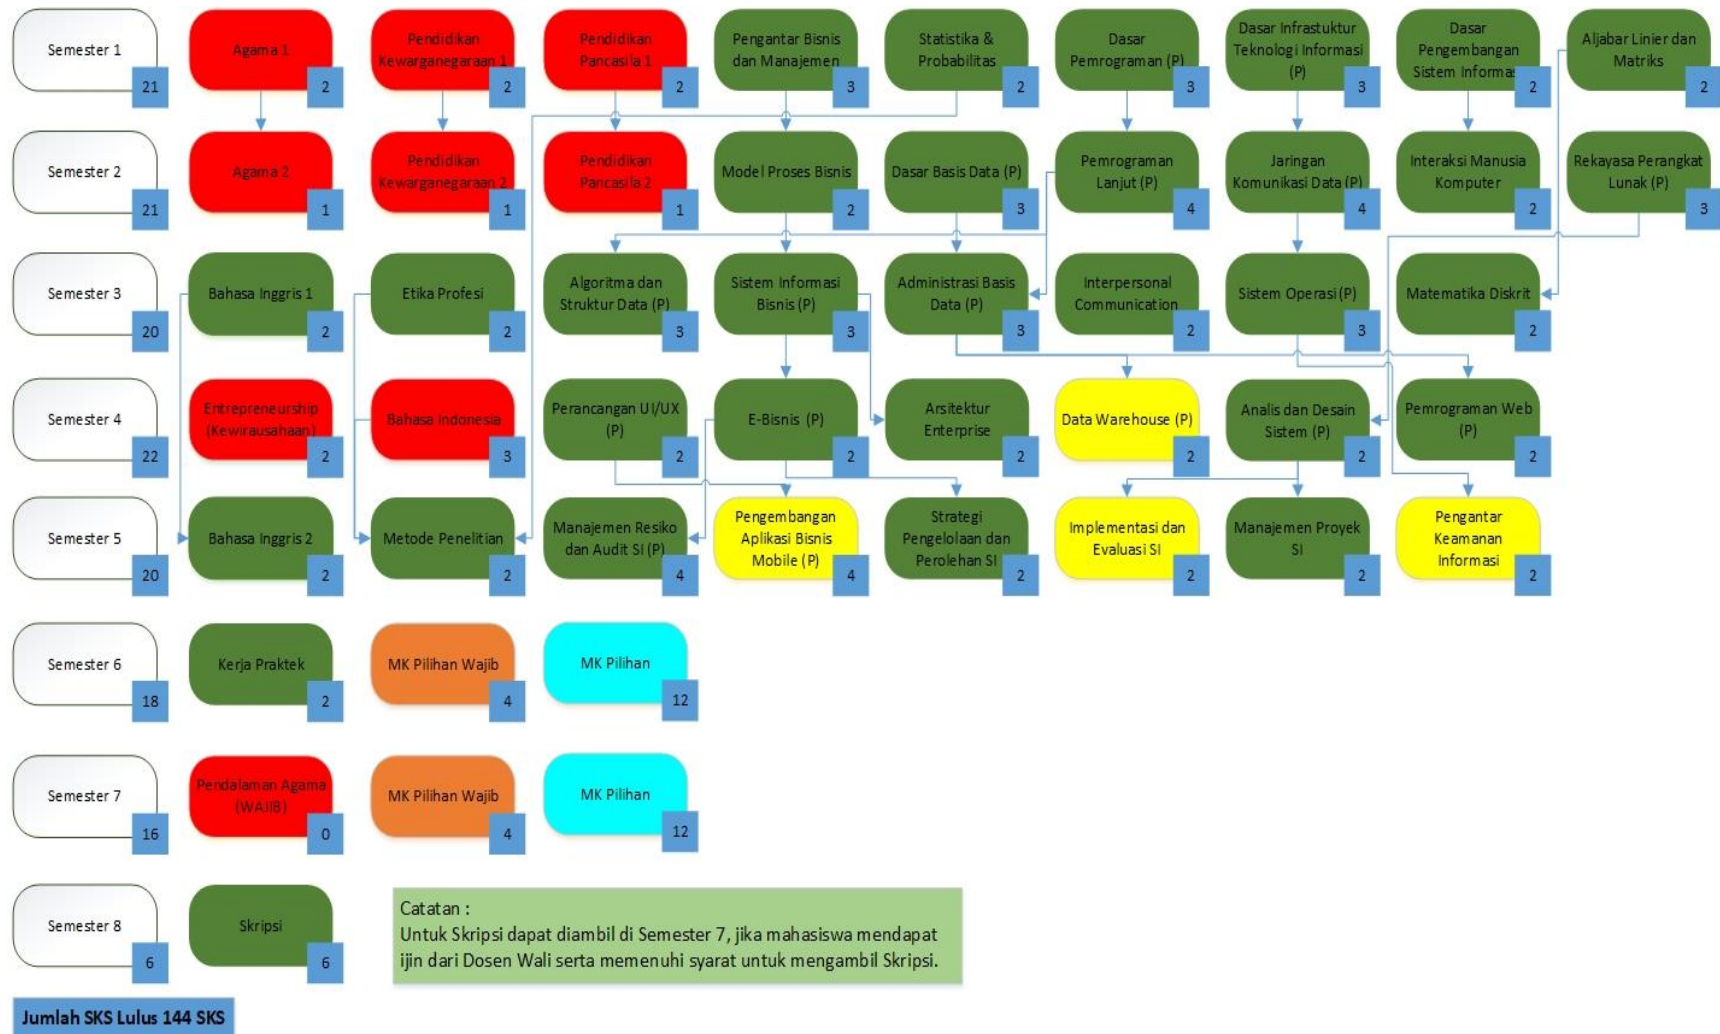 Semester 1
21
Agama 1
2
Pendidikan
Kewarganegaraan 1
2
Pendidikan
Pancasila 1
2
Pengantar Bisnis
dan Manajemen
3
Statistika &
Probabilitas
2
Dasar
Pemrograman (P)
3
Dasar Infrastuktur
Teknologi Informasi
(P)
3
Dasar
Pengembangan
Sistem Informasi
2
Aljabar Linier dan
Matriks
2
Semester 2
21
Agama 2
1
Pendidikan
Kewarganegaraan 2
1
Pendidikan
Pancasila 2
1
Model Proses Bisnis
2
Dasar Basis Data (P)
3
Pemrograman
Lanjut (P)
4
Jaringan
Komunikasi Data (P)
4
Interaksi Manusia
Komputer
2
Rekayasa Perangkat
Lunak (P)
3
Semester 3
20
Bahasa Inggris 1
2
Etika Profesi
2
Algoritma dan
Struktur Data (P)
3
Sistem Informasi
Bisnis (P)
3
Administrasi Basis
Data (P)
3
Interpersonal
Communication
2
Sistem Operasi (P)
3
Matematika Diskrit
2
Semester 4
22
Entrepreneurship
(Kewirausahaan)
2
Bahasa Indonesia
3
Perancangan UI/UX
(P)
2
E-Bisnis (P)
2
Arsitektur
Enterprise
2
Data Warehouse (P)
2
Analis dan Desain
Sistem (P)
2
Pemrograman Web
(P)
2
Semester 5
20
Bahasa Inggris 2
2
Metode Penelitian
2
Manajemen Resiko
dan Audit SI (P)
4
Pengembangan
Aplikasi Bisnis
Mobile (P)
4
Strategi
Pengelolaan dan
Perolehan SI
2
Implementasi dan
Evaluasi SI
2
Manajemen Proyek
SI
2
Pengantar
Keamanan
Informasi
2
Semester 6
18
Kerja Praktek
2
MK Pilihan Wajib
4
MK Pilihan
12
Semester 7
16
Pendalaman Agama
(WAJIB)
0
MK Pilihan Wajib
4
MK Pilihan
12
Semester 8
6
Skripsi
6
Catatan :
Untuk Skripsi dapat diambil di Semester 7, jika mahasiswa mendapat
ijin dari Dosen Wali serta memenuhi syarat untuk mengambil Skripsi.
Jumlah SKS Lulus 144 SKS